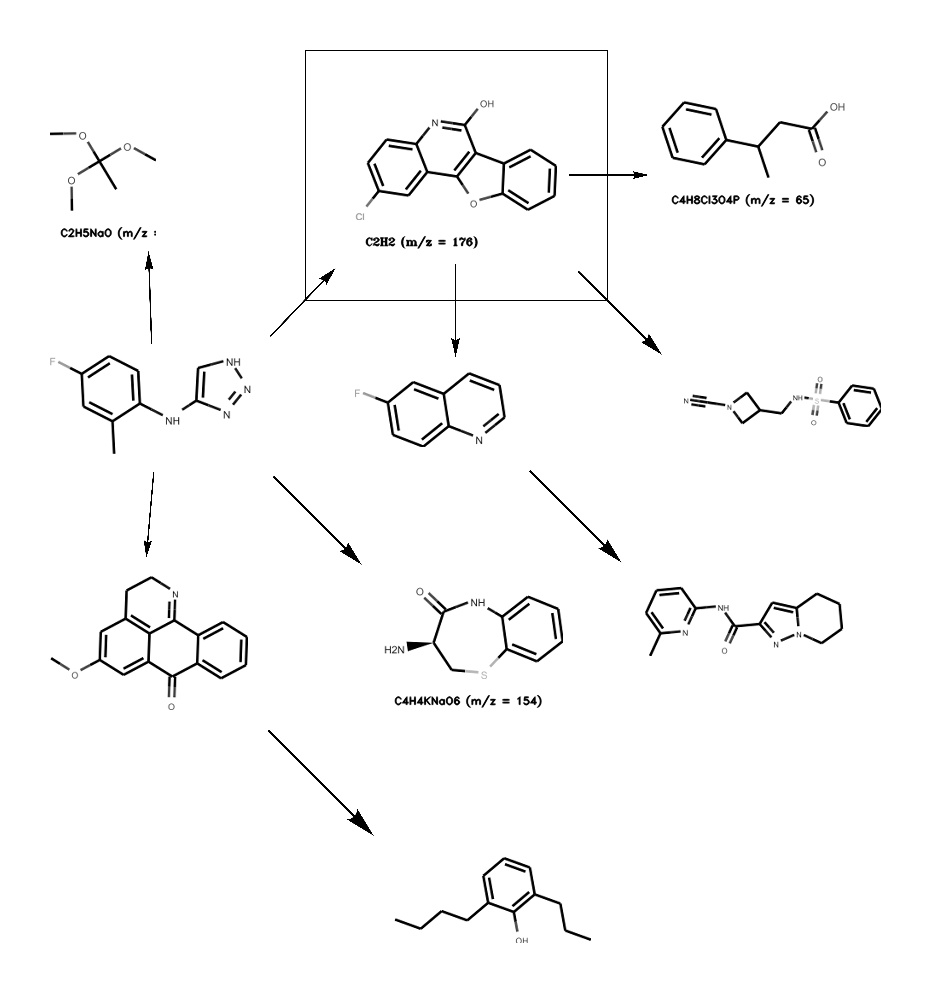 OH
N
O
Cl
C2H2 (m/z = 176)
O
O
O
C2H5NaO (m/z :
OH
O
C4H8Cl3O4P (m/z = 65)
F
NH
NH
N
N
F
N
N
N
NH
O
S
O
N
O
O
O
NH
H2N
S
C4H4KNaO6 (m/z = 154)
NH
N
O
N
N
OH